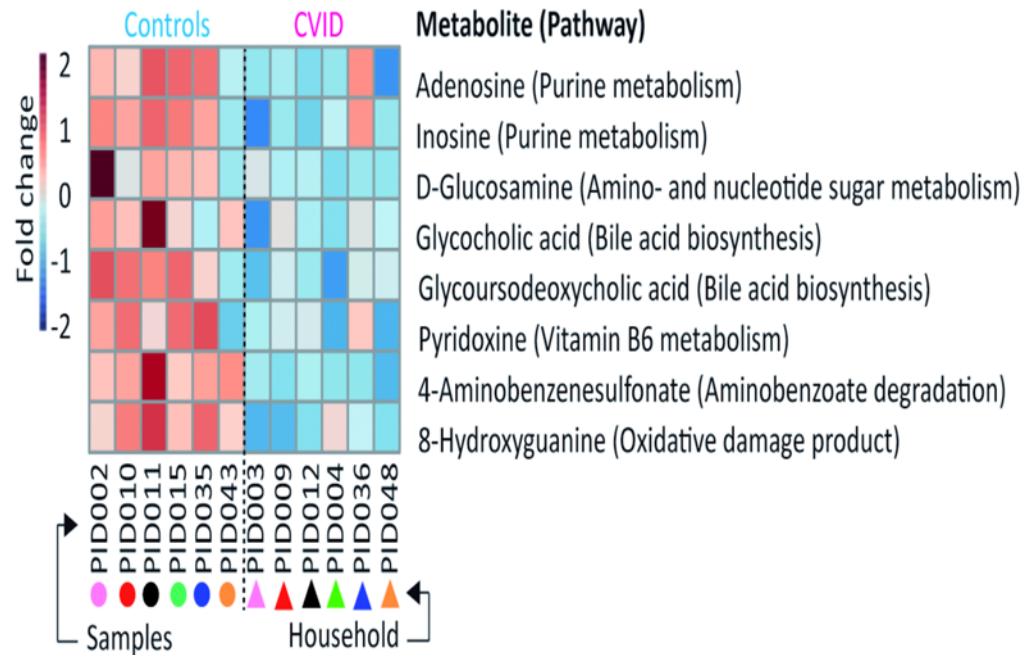 Controls CVID Metabolite (Pathway)
Fold change
2
1
0
-1
-2
Adenosine (Purine metabolism)
Inosine (Purine metabolism)
D-Glucosamine (Amino- and nucleotide sugar metabolism)
Glycocholic acid (Bile acid biosynthesis)
Glycoursodeoxycholic acid (Bile acid biosynthesis)
Pyridoxine (Vitamin B6 metabolism)
4-Aminobenzenesulfonate (Aminobenzoate degradation)
8-Hydroxyguanine (Oxidative damage product)
PID002
PID010
PID011
PID015
PID035
PID043
PID003
PID009
PID012
PID004
PID036
PID048
Samples Household